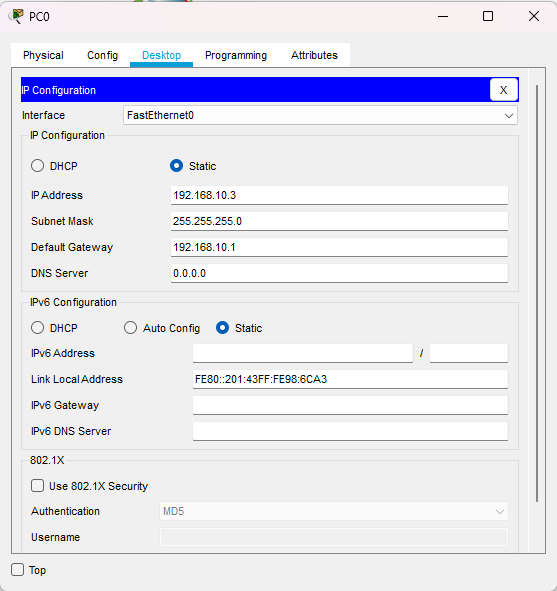 PC0
Physical Config Desktop Programming Attributes
IP Configuration X
Interface FastEthernet0
IP Configuration
DHCP Static
IP Address 192.168.10.3
Subnet Mask 255.255.255.0
Default Gateway 192.168.10.1
DNS Server 0.0.0.0
IPv6 Configuration
DHCP Auto Config Static
IPv6 Address /
Link Local Address FE80::201:43FF:FE98:6CA3
IPv6 Gateway
IPv6 DNS Server
802.1X
Use 802.1X Security
Authentication MD5
Username
Top